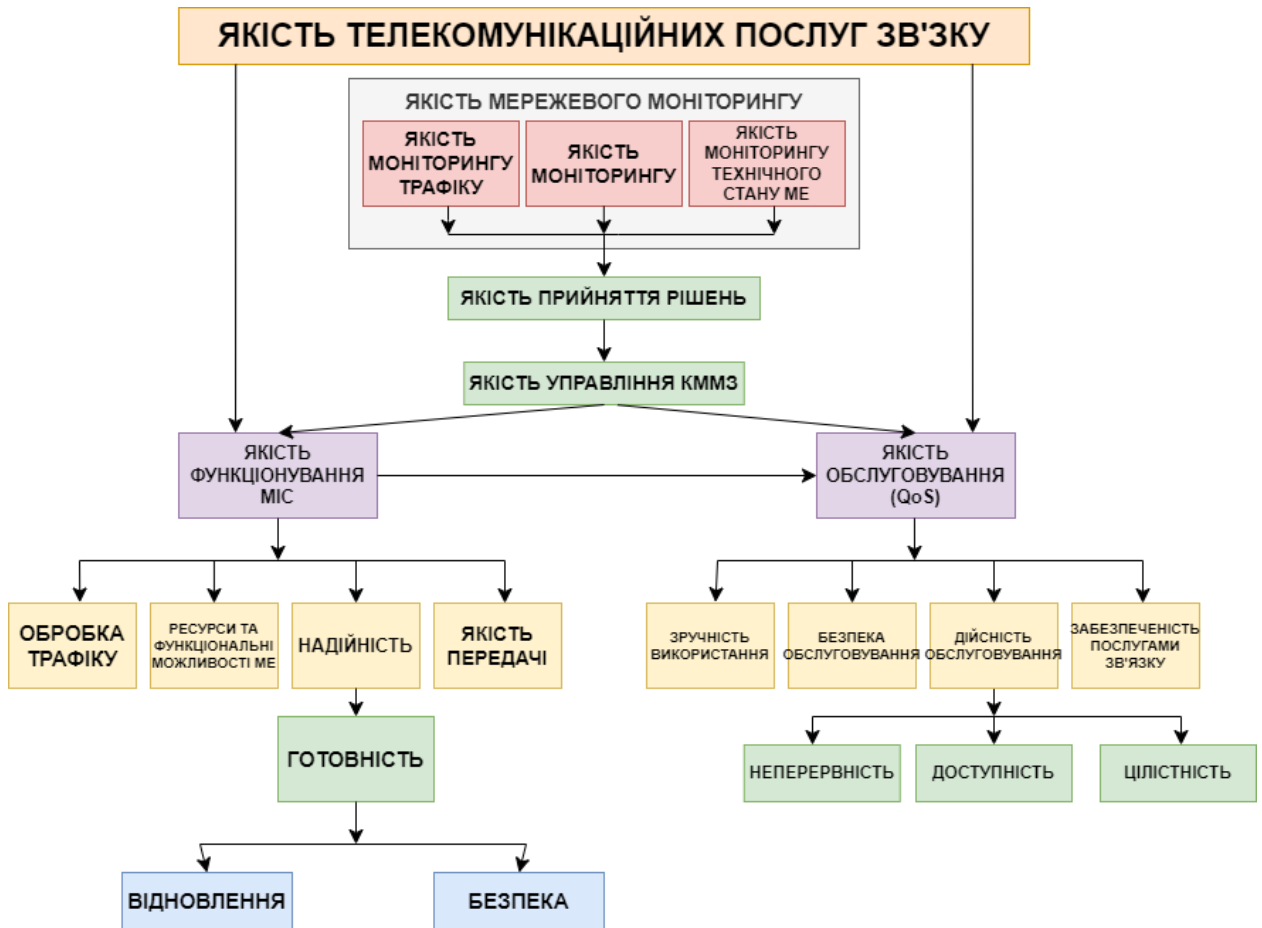 ЯКІСТЬ ТЕЛЕКОМУНІКАЦІЙНИХ ПОСЛУГ ЗВ'ЗКУ
ЯКІСТЬ МЕРЕЖЕВОГО МОНІТОРИНГУ
ЯКІСТЬ
МОНІТОРИНГУ
ТРАФІКУ
ЯКІСТЬ
МОНІТОРИНГУ
ЯКІСТЬ
МОНІТОРИНГУ
ТЕХНІЧНОГО
СТАНУ МЕ
ЯКІСТЬ ПРИЙНЯТТЯ РІШЕНЬ
ЯКІСТЬ УПРАВЛІННЯ КММЗ
ЯКІСТЬ
ФУНКЦІОНУВАННЯ
МІС
ЯКІСТЬ
ОБСЛУГОВУВАННЯ
(QoS)
ОБРОБКА
ТРАФІКУ
РЕСУРСИ ТА
ФУНКЦІОНАЛЬНІ
МОЖЛИВОСТІ МЕ
НАДІЙНІСТЬ
ЯКІСТЬ
ПЕРЕДАЧІ
ЗРУЧНІСТЬ
ВИКОРИСТАННЯ
БЕЗПЕКА
ОБСЛУГОВУВАННЯ
ДІЙСНІСТЬ
ОБСЛУГОВУВАННЯ
ЗАБЕЗПЕЧЕНІСТЬ
ПОСЛУГАМИ
ЗВ'ЯЗКУ
ГОТОВНІСТЬ
НЕПЕРЕРВНІСТЬ
ДОСТУПНІСТЬ
ЦІЛІСТНІСТЬ
ВІДНОВЛЕННЯ
БЕЗПЕКА